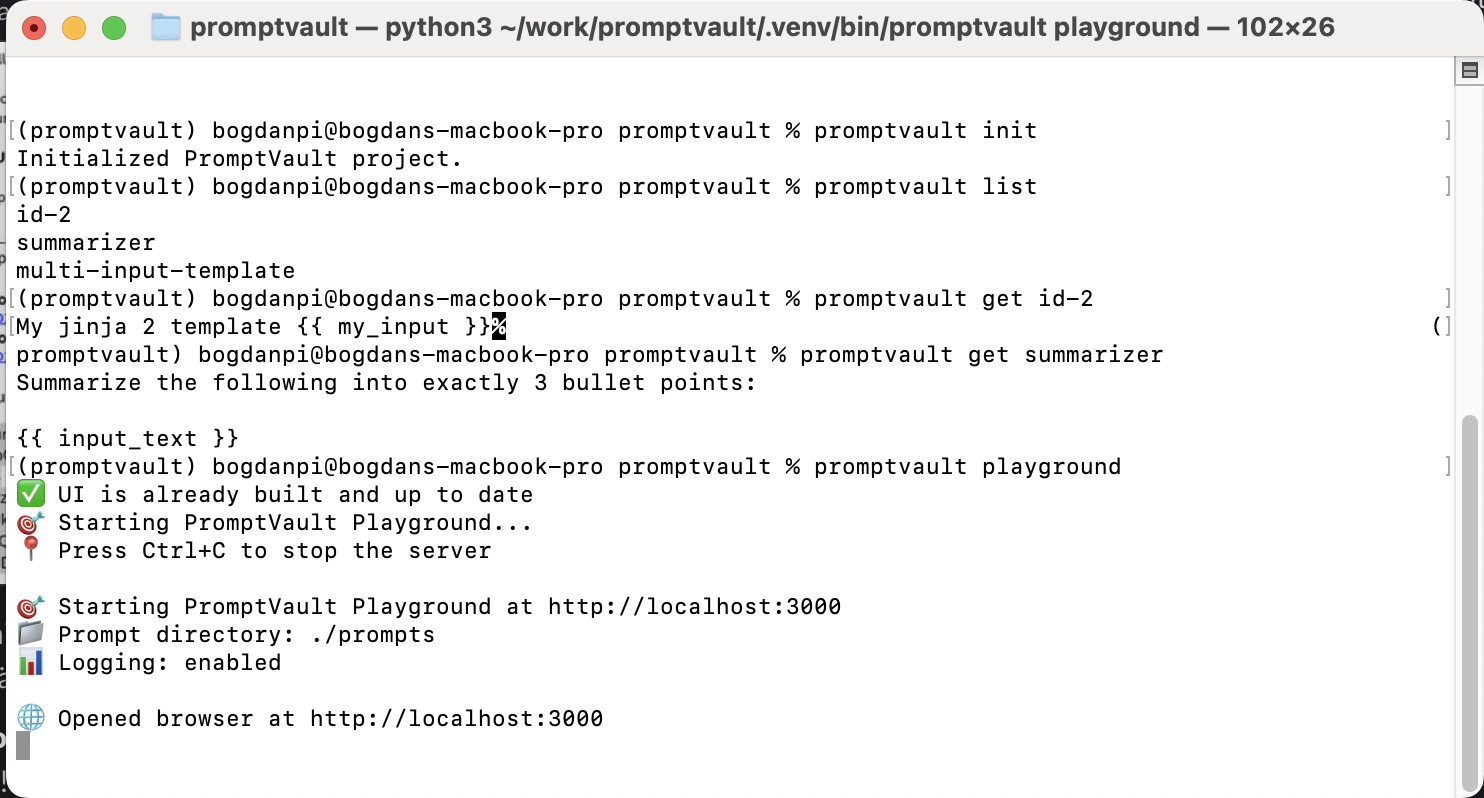 promptvault — python3 ~/work/promptvault/.venv/bin/promptvault playground — 102×26
[(promptvault) bogdanpi@bogdans-macbook-pro promptvault % promptvault init ]
Initialized PromptVault project.
[(promptvault) bogdanpi@bogdans-macbook-pro promptvault % promptvault list ]
id-2
summarizer
multi-input-template
[(promptvault) bogdanpi@bogdans-macbook-pro promptvault % promptvault get id-2 ]
[My jinja 2 template {{ my_input }}% (]
promptvault) bogdanpi@bogdans-macbook-pro promptvault % promptvault get summarizer
Summarize the following into exactly 3 bullet points:
{{ input_text }}
[(promptvault) bogdanpi@bogdans-macbook-pro promptvault % promptvault playground ]
✅ UI is already built and up to date
🎯 Starting PromptVault Playground...
📍 Press Ctrl+C to stop the server
🎯 Starting PromptVault Playground at http://localhost:3000
📁 Prompt directory: ./prompts
📊 Logging: enabled
🌐 Opened browser at http://localhost:3000